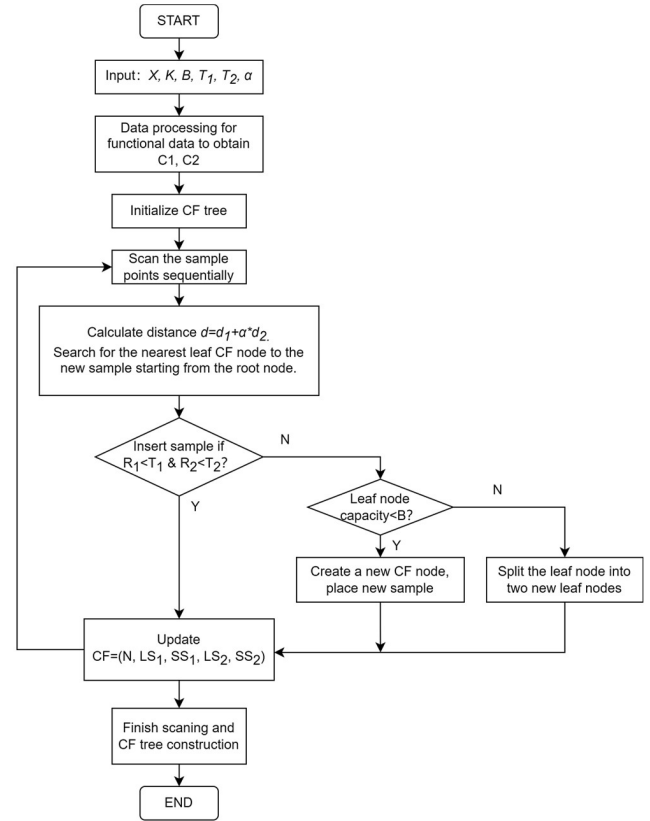 START
Input: X, K, B, T₁, T₂, α
Data processing for
functional data to obtain
C1, C2
Initialize CF tree
Scan the sample
points sequentially
Calculate distance d=d₁+α*d₂.
Search for the nearest leaf CF node to the
new sample starting from the root node.
Insert sample if
R₁<T₁ & R₂<T₂?
N
Y
Leaf node
capacity<B?
N
Y
Create a new CF node,
place new sample
Split the leaf node into
two new leaf nodes
Update
CF=(N, LS₁, SS₁, LS₂, SS₂)
Finish scaning and
CF tree construction
END